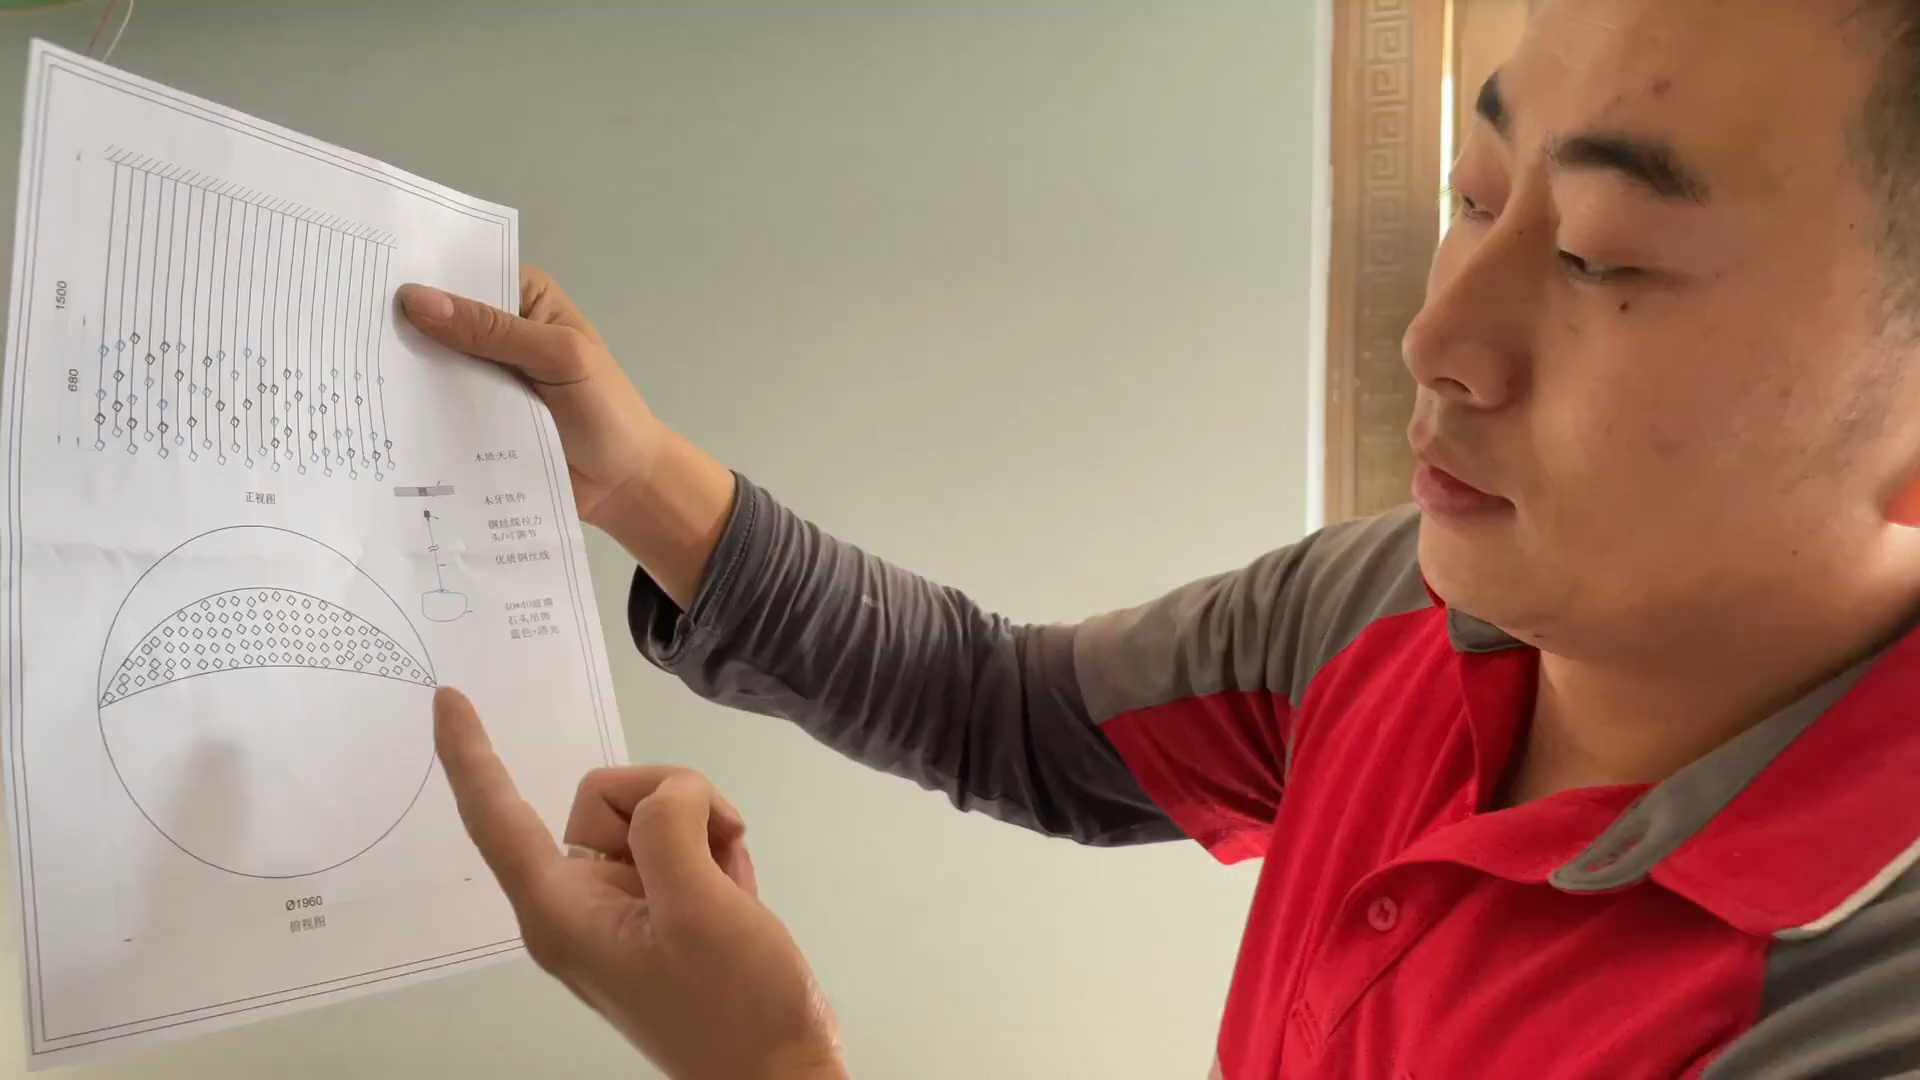 1500
680
正视图
木质天花
木牙铁件
钢丝线拉力
头/可调节
优质钢丝线
40*40玻璃
石头吊饰
蓝色+清光
Ø1960
俯视图